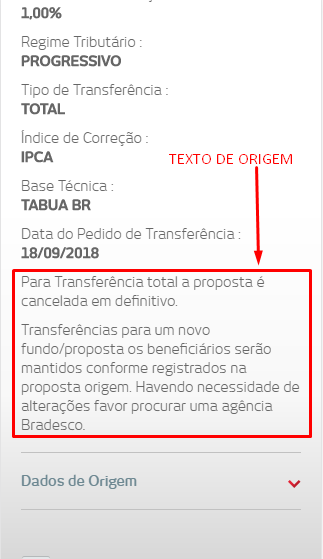 1,00%
Regime Tributário :
PROGRESSIVO
Tipo de Transferência :
TOTAL
Índice de Correção :
IPCA
TEXTO DE ORIGEM
Base Técnica :
TABUA BR
Data do Pedido de Transferência :
18/09/2018
Para Transferência total a proposta é
cancelada em definitivo.
Transferências para um novo
fundo/proposta os beneficiários serão
mantidos conforme registrados na
proposta origem. Havendo necessidade de
alterações favor procurar uma agência
Bradesco.
Dados de Origem